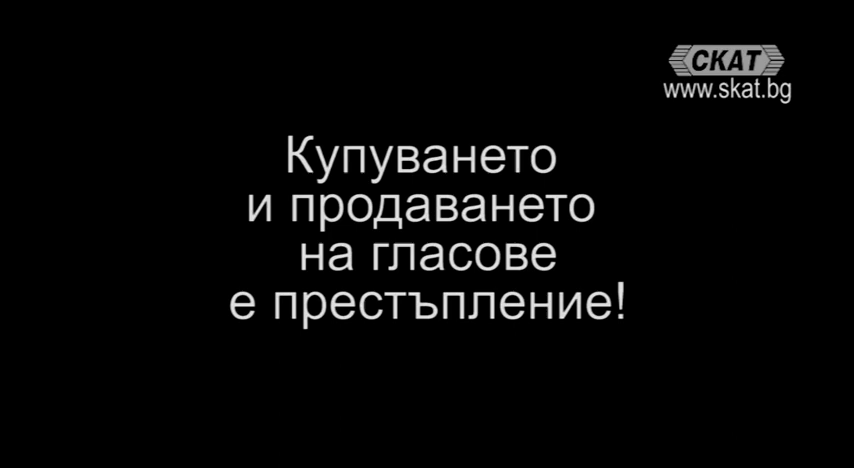 СКАТ
www.skat.bg
Купуването
и продаването
на гласове
е престъпление!